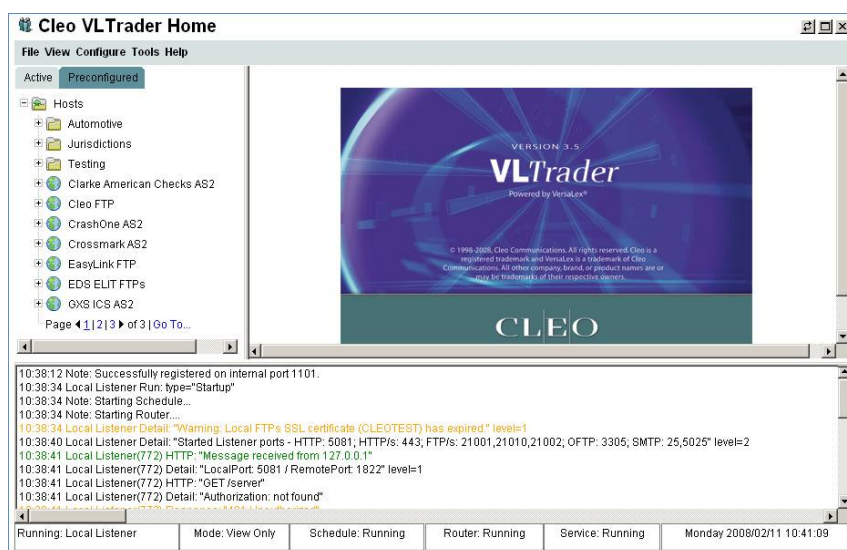 Cleo VLTrader Home
File View Configure Tools Help
Active Preconfigured
Hosts
Automotive
Jurisdictions
Testing
Clarke American Checks AS2
Cleo FTP
CrashOne AS2
Crossmark AS2
EasyLink FTP
EDS ELIT FTPs
GXS ICS AS2
Page 1|2|3 of 3|Go To...
VERSION 3.5
VLTrader
Powered by VersaLex®
© 1998-2008, Cleo Communications. All rights reserved. Cleo is a
registered trademark and VersaLex is a trademark of Cleo
Communications. All other company, brand, or product names are or
may be trademarks of their respective owners.
CLEO
10:38:12 Note: Successfully registered on internal port 1101.
10:38:34 Local Listener Run: type="Startup"
10:38:34 Note: Starting Schedule...
10:38:34 Note: Starting Router....
10:38:34 Local Listener Detail: "Warning: Local FTPs SSL certificate (CLEOTEST) has expired." level=1
10:38:40 Local Listener Detail: "Started Listener ports - HTTP: 5081; HTTP/s: 443; FTP/s: 21001,21010,21002; OFTP: 3305; SMTP: 25,5025" level=2
10:38:41 Local Listener(772) HTTP: "Message received from 127.0.0.1"
10:38:41 Local Listener(772) Detail: "LocalPort: 5081 / RemotePort: 1822" level=1
10:38:41 Local Listener(772) HTTP: "GET /server"
10:38:41 Local Listener(772) Detail: "Authorization: not found"
Running: Local Listener Mode: View Only Schedule: Running Router: Running Service: Running Monday 2008/02/11 10:41:09